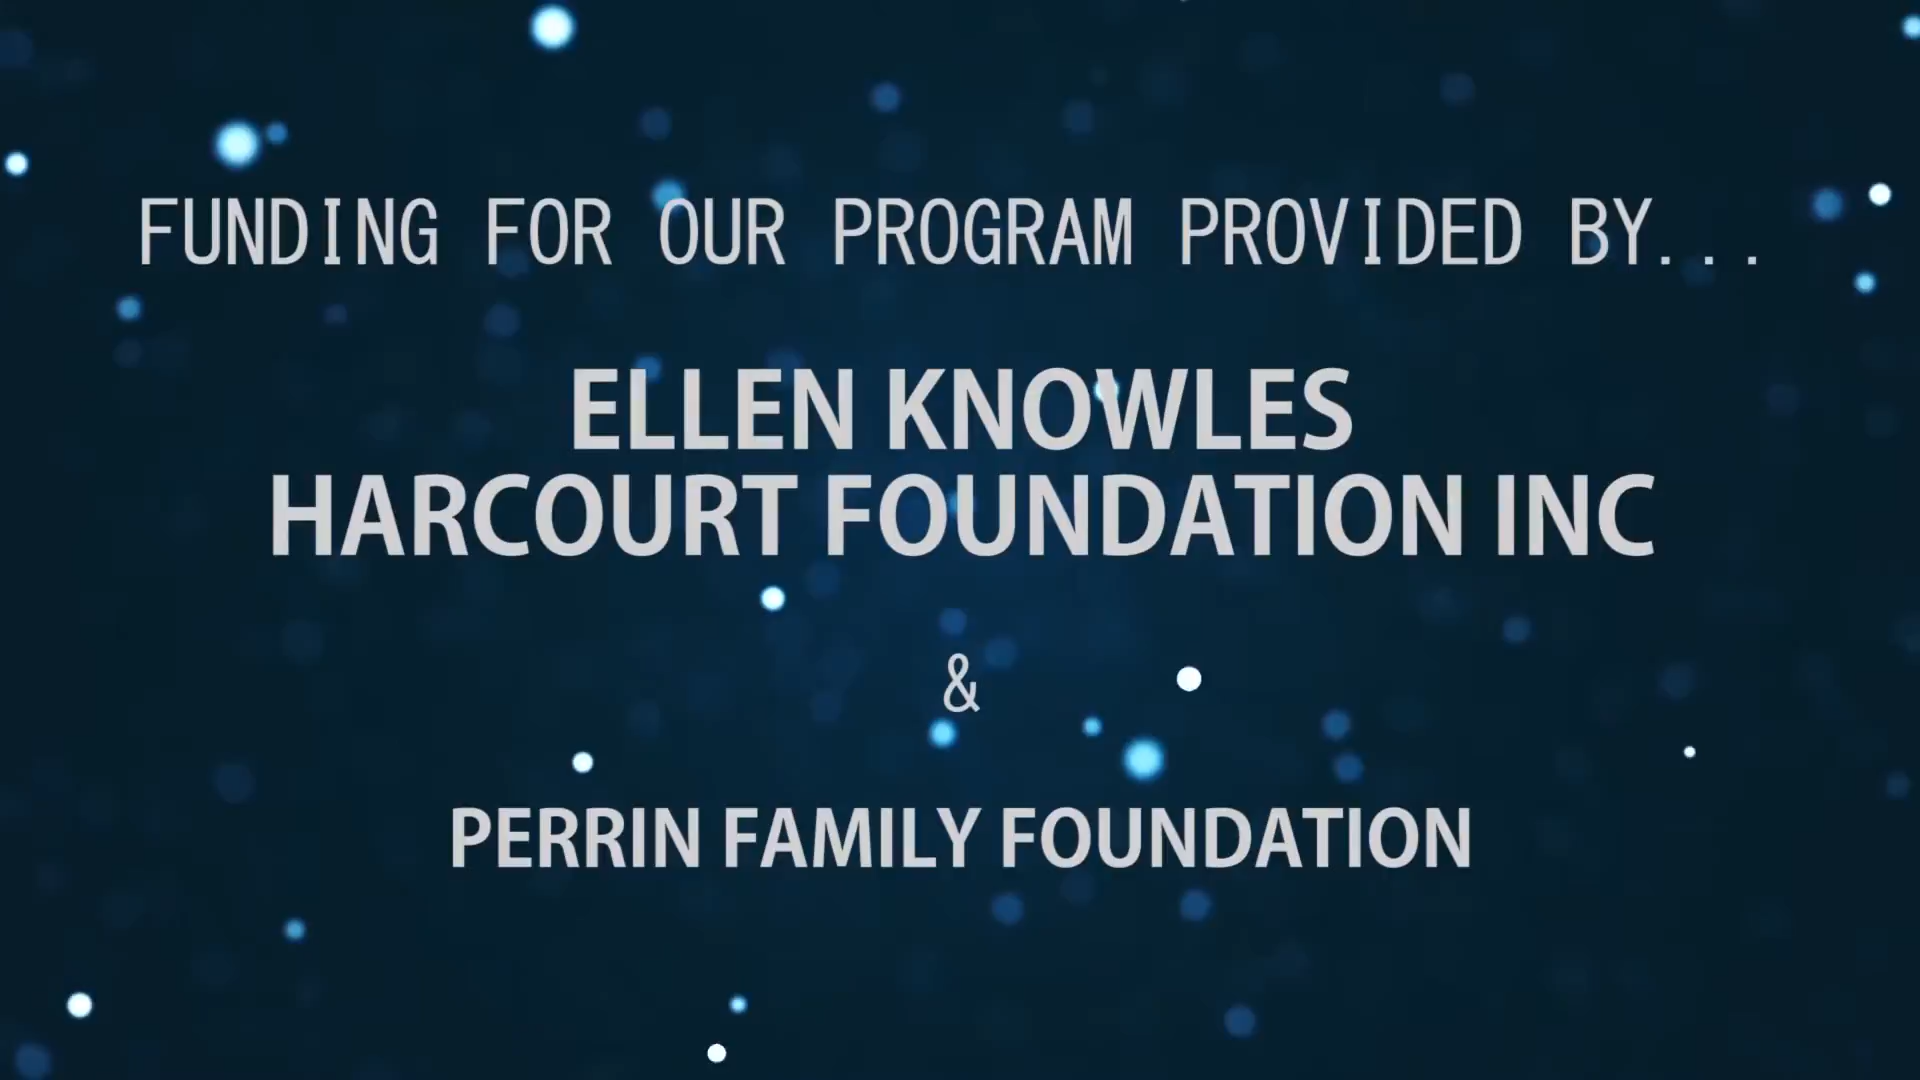 FUNDING FOR OUR PROGRAM PROVIDED BY...
ELLEN KNOWLES
HARCOURT FOUNDATION INC
&
PERRIN FAMILY FOUNDATION